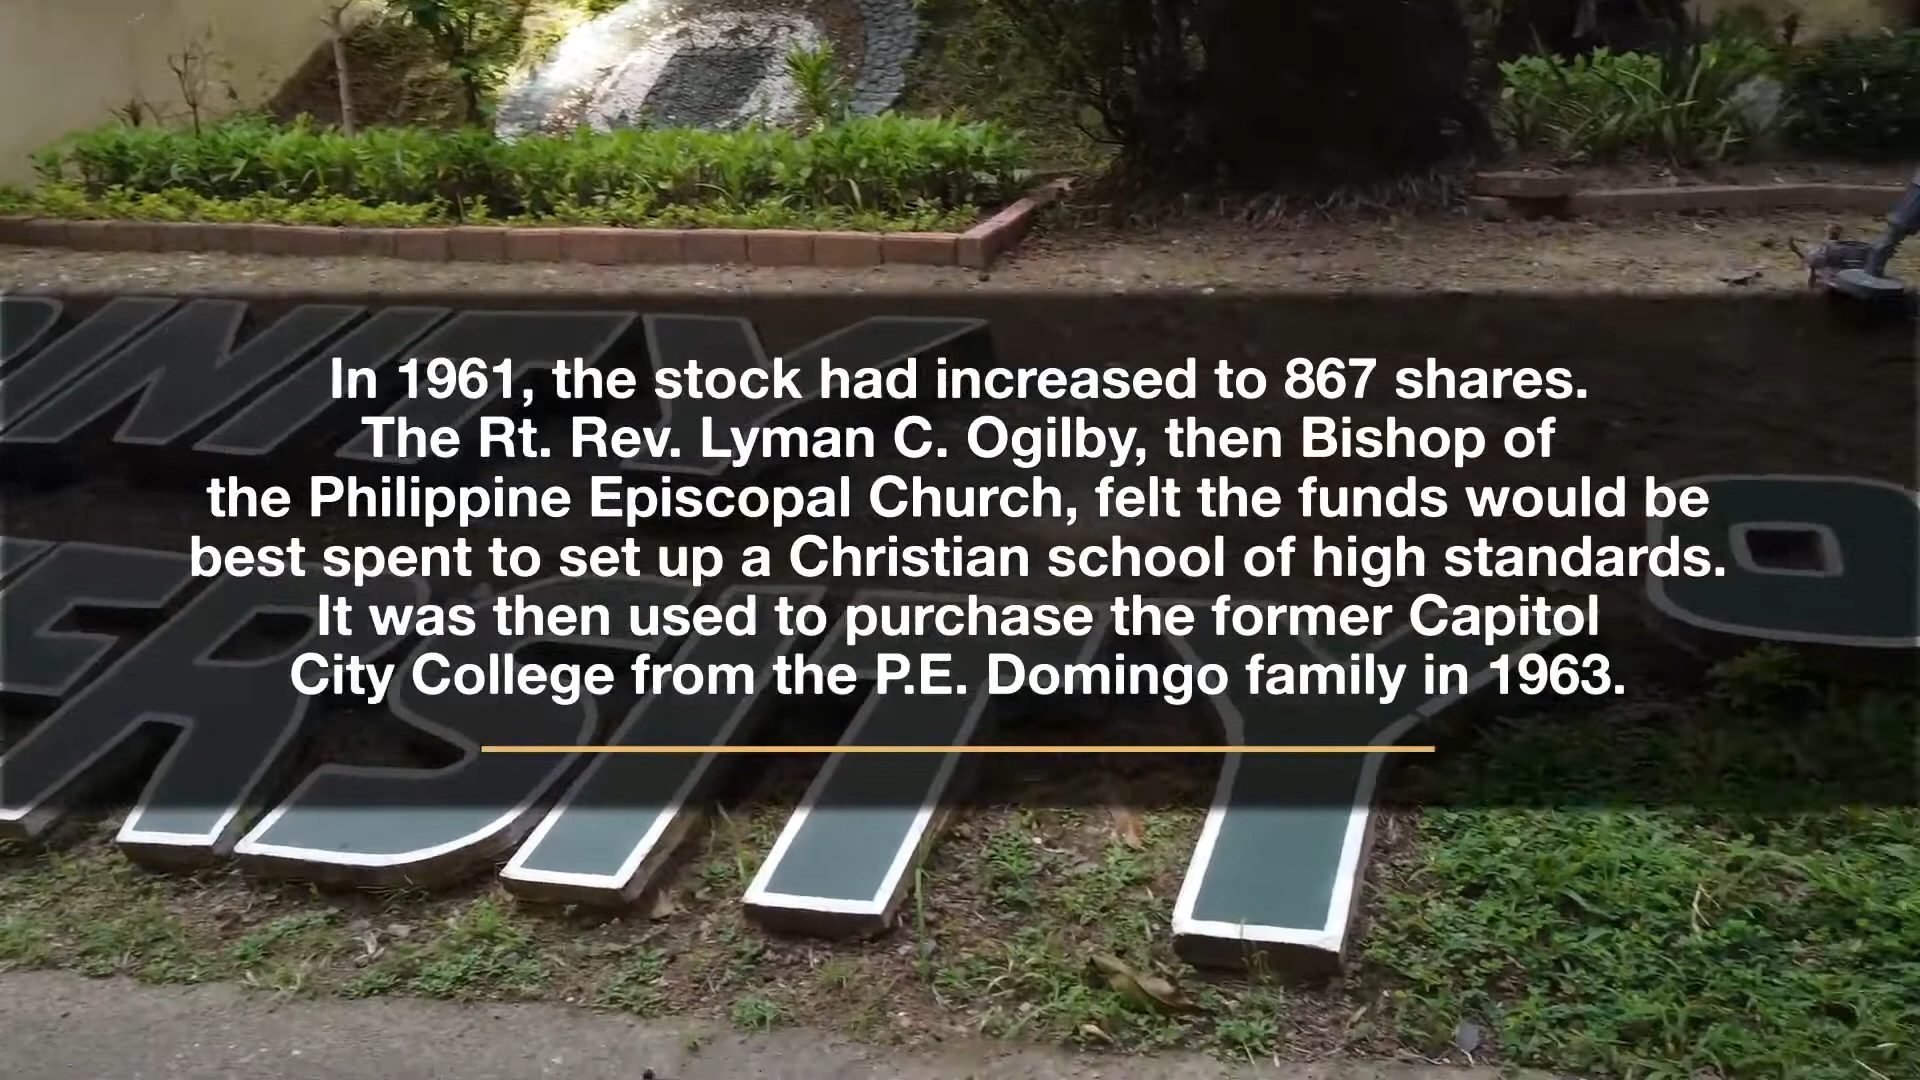 In 1961, the stock had increased to 867 shares.
The Rt. Rev. Lyman C. Ogilby, then Bishop of
the Philippine Episcopal Church, felt the funds would be
best spent to set up a Christian school of high standards.
It was then used to purchase the former Capitol
City College from the P.E. Domingo family in 1963.
NITY
ERSITY O